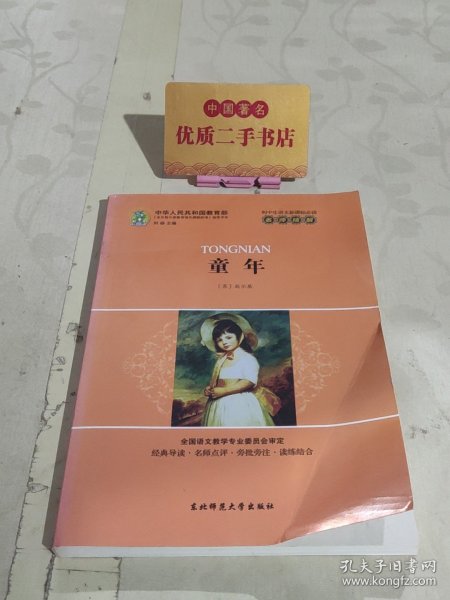 中国著名
优质二手书店
中华人民共和国教育部
TONGNIAN
童年
全国语文教学专业委员会审定
经典导读·名师点评·旁批旁注·读练结合
东北师范大学出版社
孔夫子旧书网
www.kongfz.com